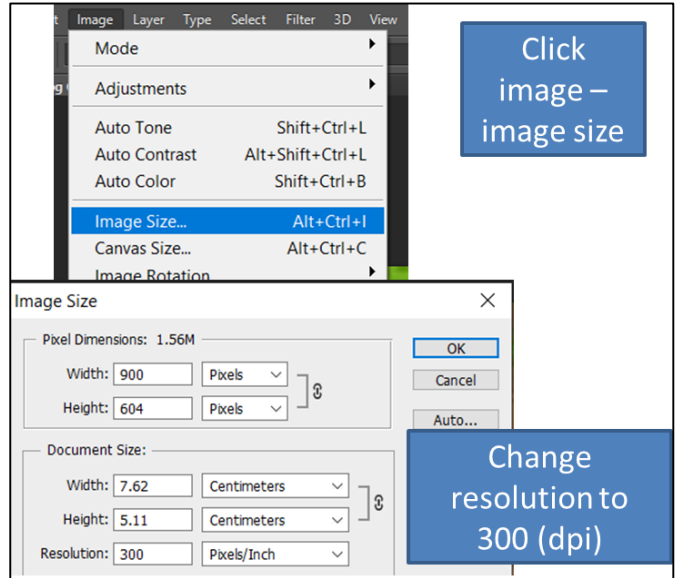 t Image Layer Type Select Filter 3D View
Mode
Adjustments
Auto Tone Shift+Ctrl+L
Auto Contrast Alt+Shift+Ctrl+L
Auto Color Shift+Ctrl+B
Image Size... Alt+Ctrl+I
Canvas Size... Alt+Ctrl+C
Image Rotation
Click
image –
image size
Image Size
Pixel Dimensions: 1.56M
Width: 900 Pixels
Height: 604 Pixels
OK
Cancel
Auto...
Document Size:
Width: 7.62 Centimeters
Height: 5.11 Centimeters
Resolution: 300 Pixels/Inch
Change
resolution to
300 (dpi)